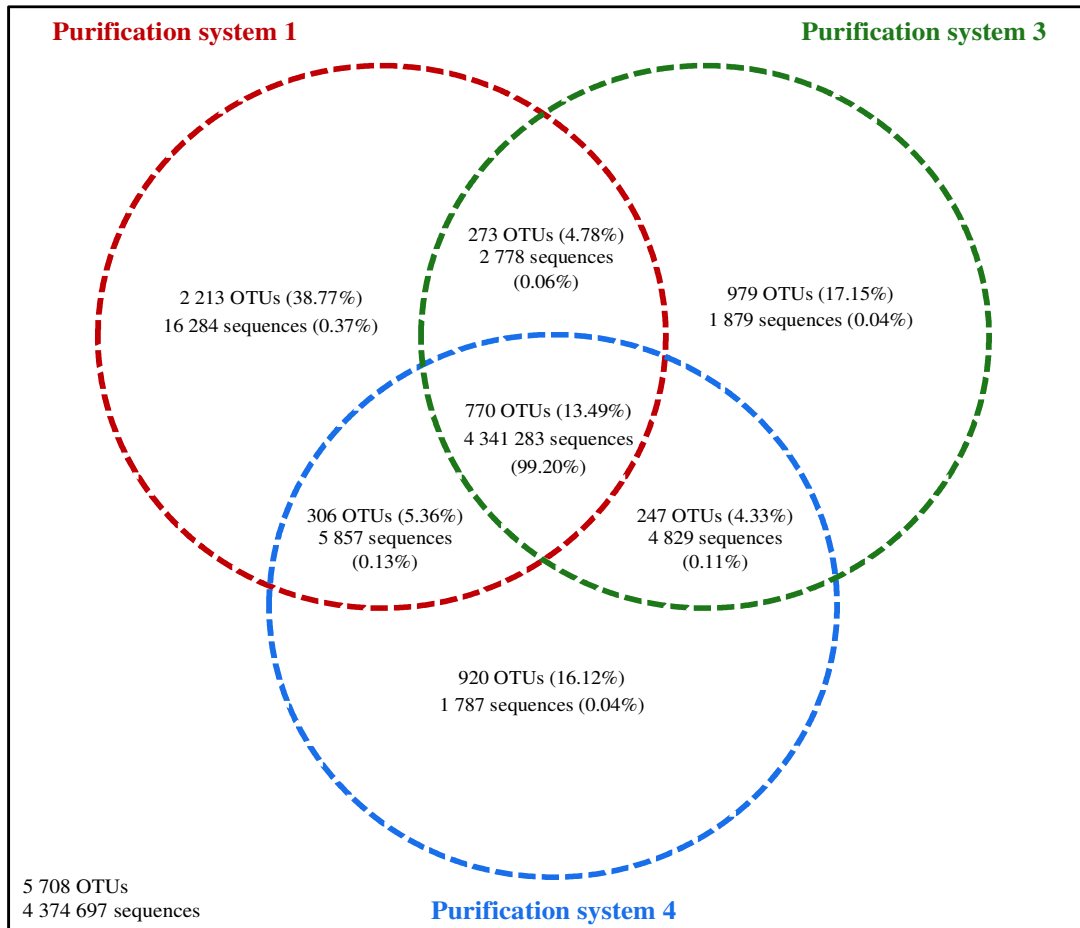 Purification system 1
Purification system 3
273 OTUs (4.78%)
2 778 sequences
(0.06%)
2 213 OTUs (38.77%)
16 284 sequences (0.37%)
979 OTUs (17.15%)
1 879 sequences (0.04%)
770 OTUs (13.49%)
4 341 283 sequences
(99.20%)
306 OTUs (5.36%)
5 857 sequences
(0.13%)
247 OTUs (4.33%)
4 829 sequences
(0.11%)
920 OTUs (16.12%)
1 787 sequences (0.04%)
5 708 OTUs
4 374 697 sequences
Purification system 4